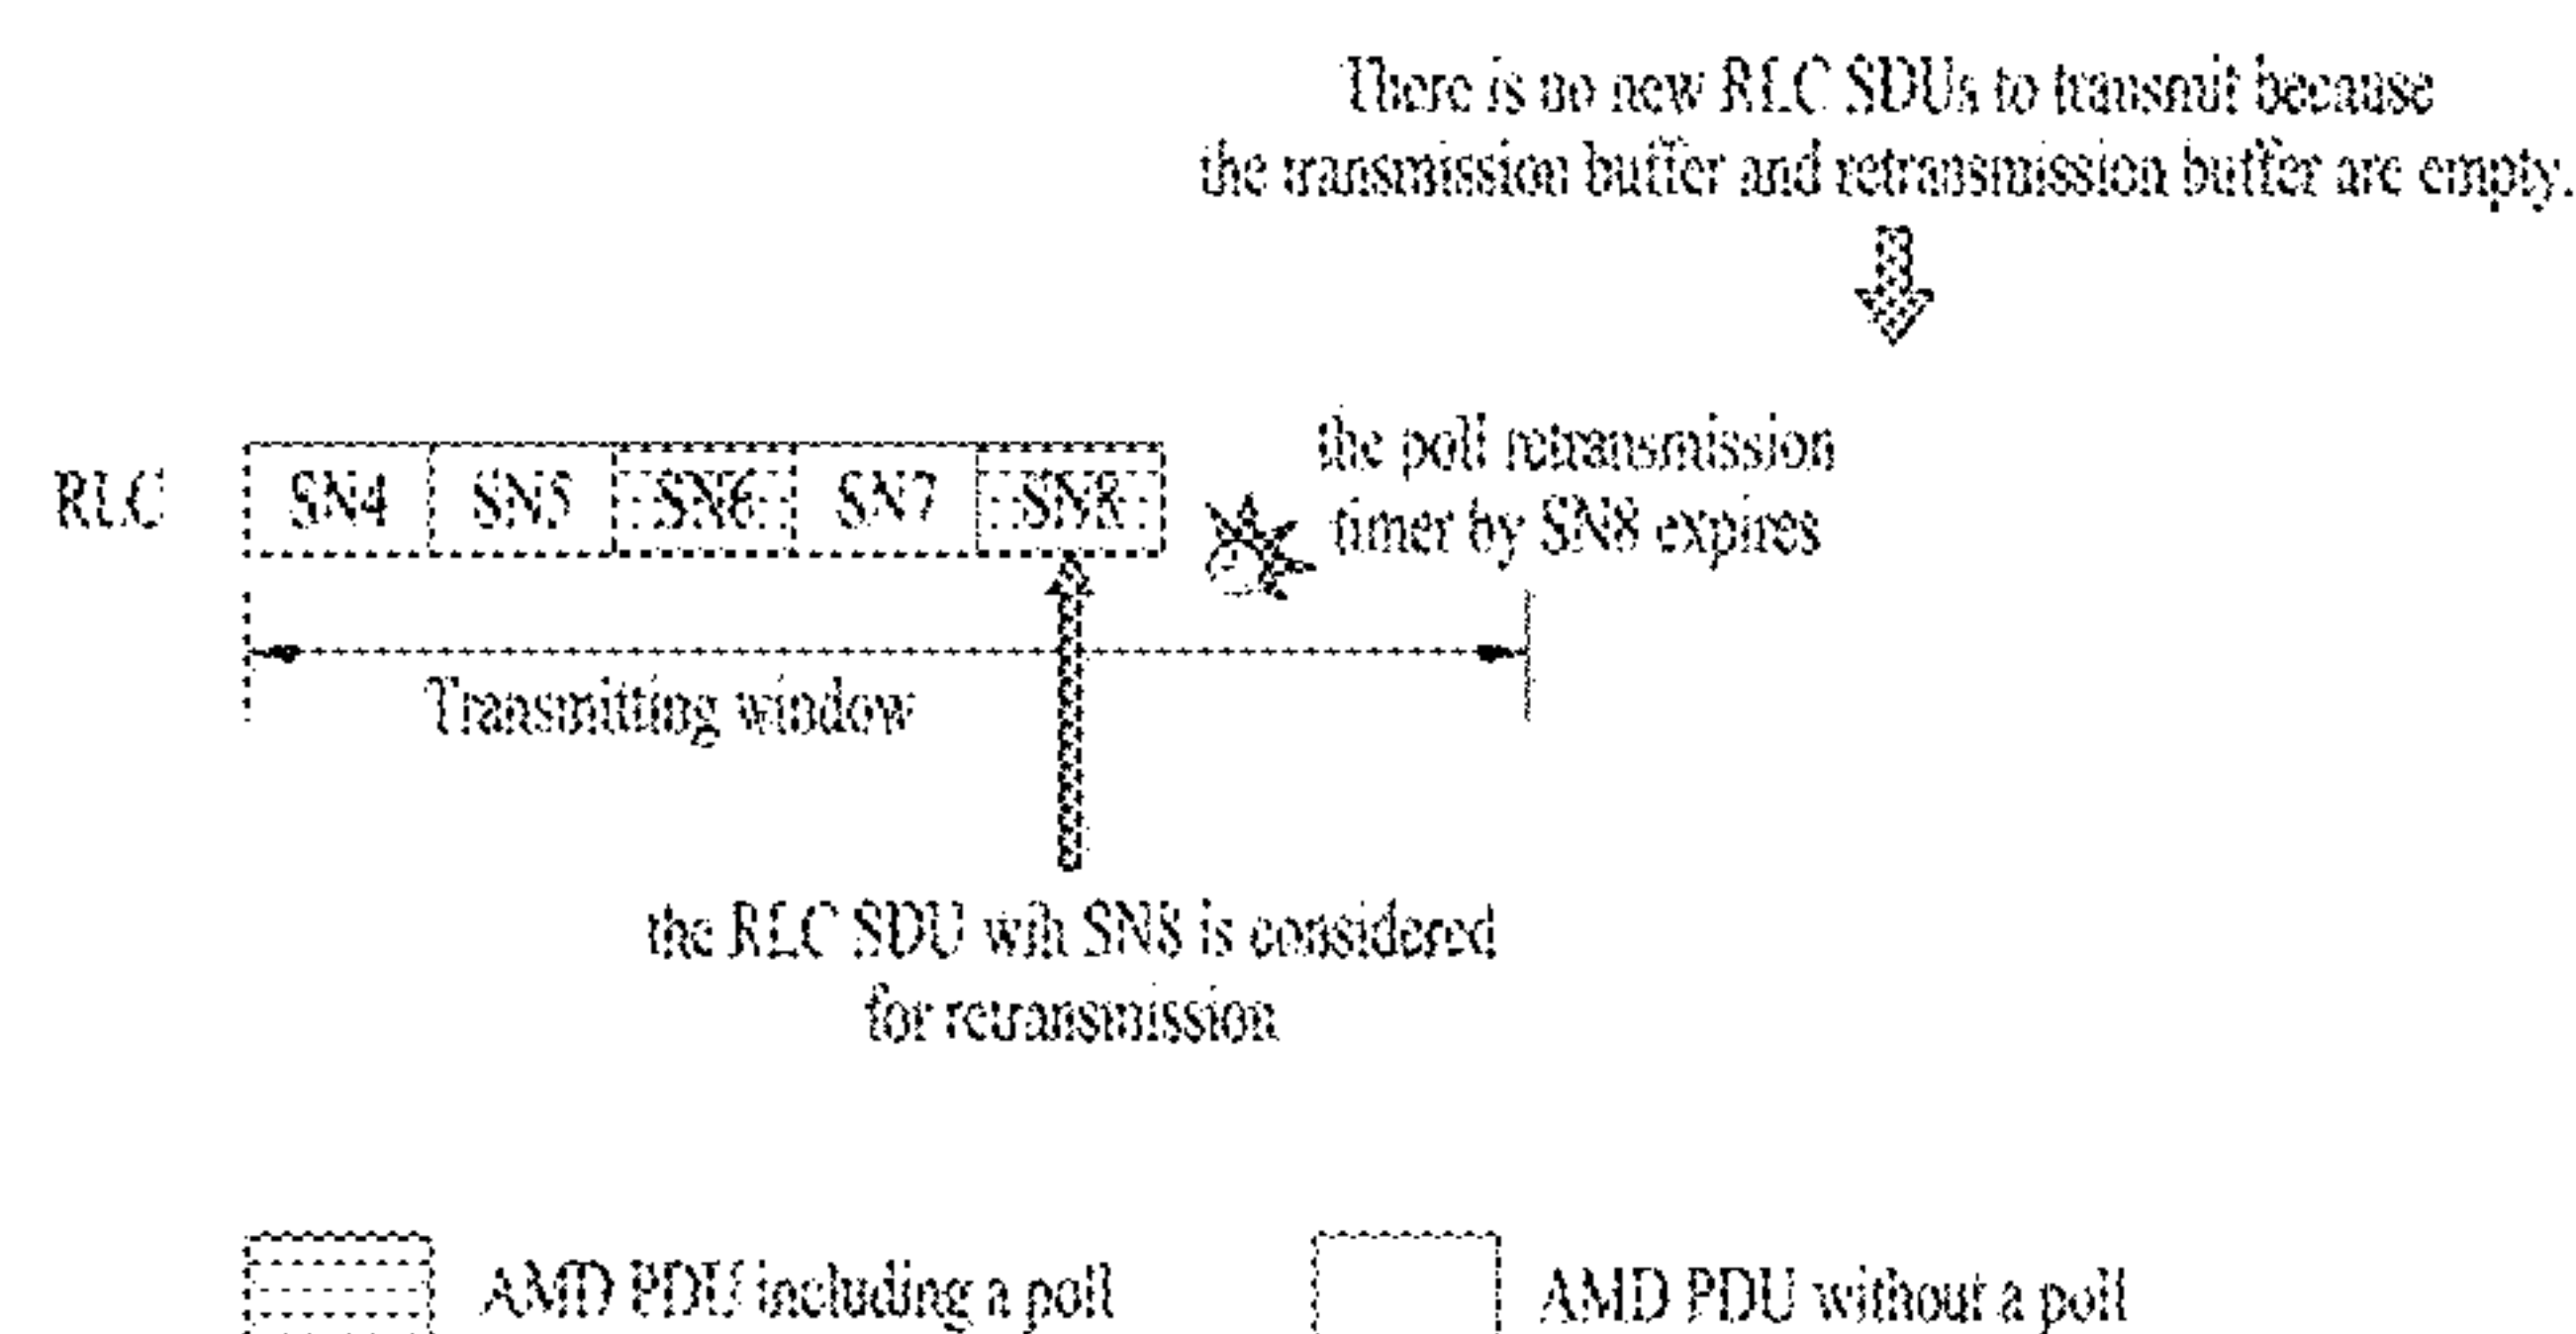 There is no new RLC SDUs to transmit because
the transmission buffer and retransmission buffer are empty.
the poll retransmission
timer by SN8 expires
RLC SN4 SN5 SN6 SN7 SN8
Transmitting window
the RLC SDU wih SN8 is considered
for retransmission
AMD PDU including a poll
AMD PDU without a poll